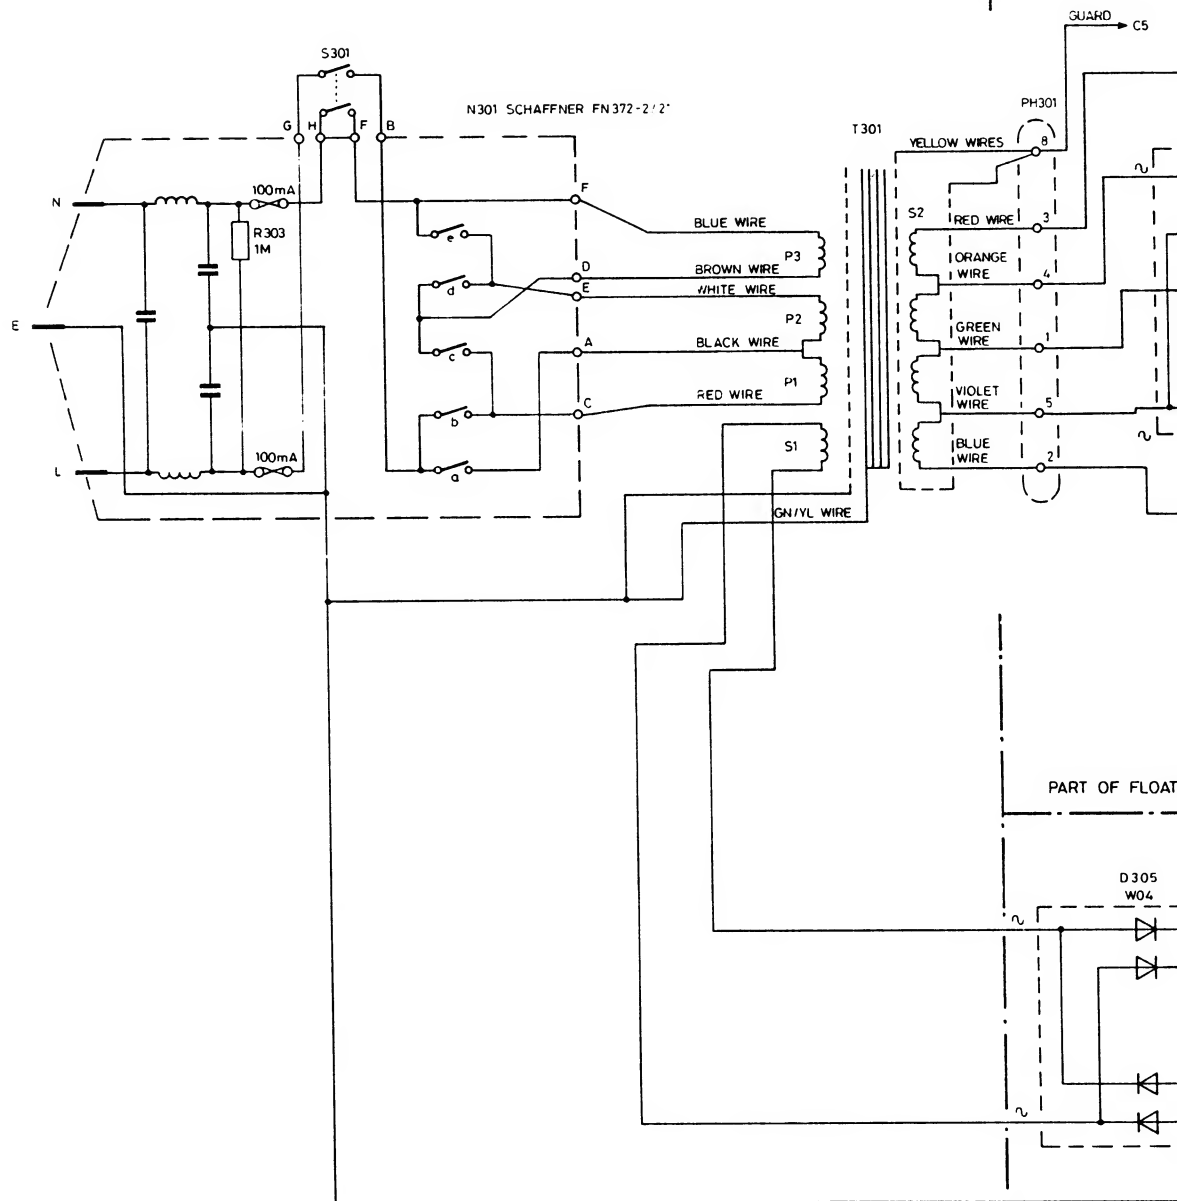 GUARD
C5
S301
N301 SCHAFFNER FN372-2/2"
PH301
G H F B
T301
YELLOW WIRES
8
N
100mA
F
R303
1M
BLUE WIRE
S2
RED WIRE
3
e
P3
D
BROWN WIRE
ORANGE
WIRE
4
d
E
WHITE WIRE
E
P2
GREEN
WIRE
1
A
BLACK WIRE
c
P1
RED WIRE
VIOLET
WIRE
5
C
b
L
100mA
S1
BLUE
WIRE
2
a
GN/YL WIRE
PART OF FLOAT
D305
W04